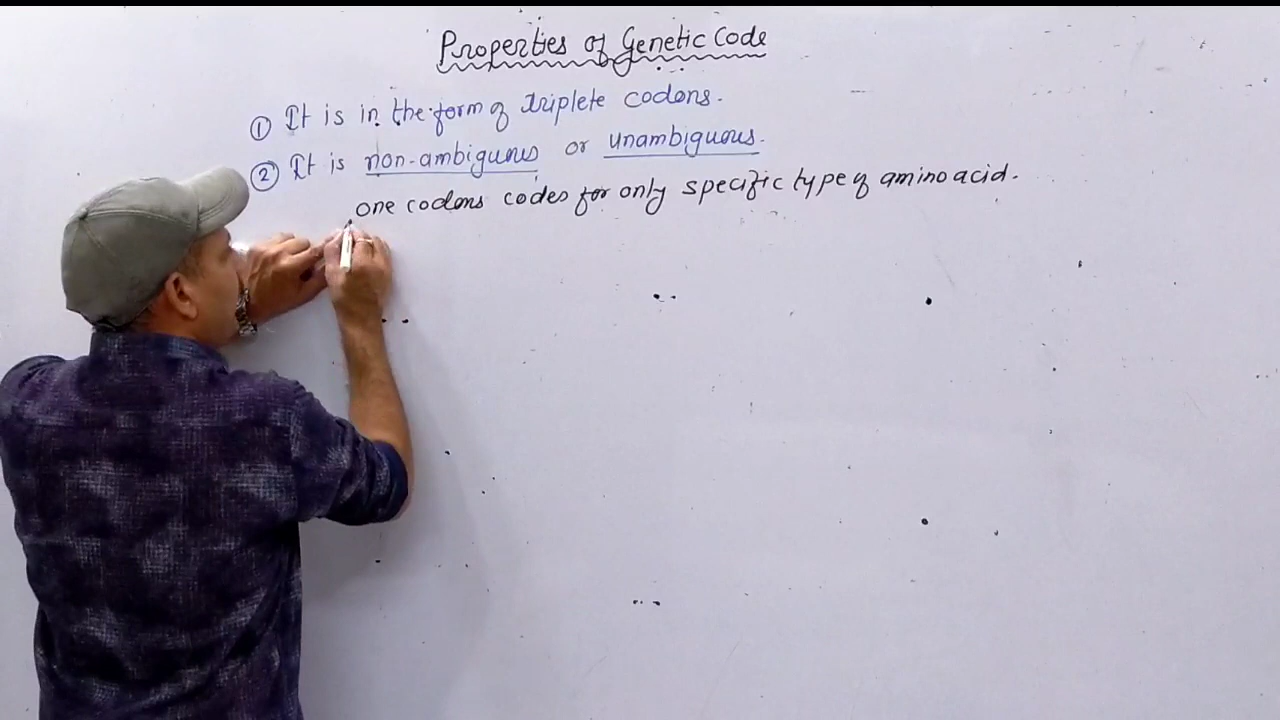 Properties of Genetic Code
① It is in the form of triplete codons.
② It is non-ambiguous or unambiguous.
one codons codes for only specific type of amino acid.